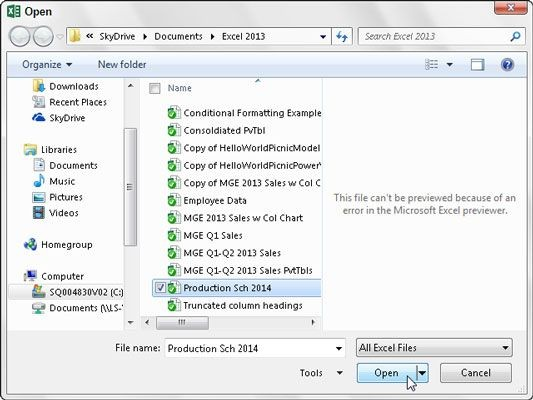 Open
« SkyDrive ▸ Documents ▸ Excel 2013
Search Excel 2013
Organize
New folder
Downloads
Recent Places
SkyDrive
Libraries
Documents
Music
Pictures
Videos
Homegroup
Computer
SQ004830V02 (C:)
Documents (\\LS-
Name
Conditional Formatting Example
Consoldiated PvTbl
Copy of HelloWorldPicnicModel
Copy of HelloWorldPicnicPower
Copy of MGE 2013 Sales w Col C
Employee Data
MGE 2013 Sales w Col Chart
MGE Q1 Sales
MGE Q1-Q2 2013 Sales
MGE Q1-Q2 2013 Sales PvtTbls
Production Sch 2014
Truncated column headings
This file can't be previewed because of an
error in the Microsoft Excel previewer.
File name:
Production Sch 2014
All Excel Files
Tools
Open
Cancel